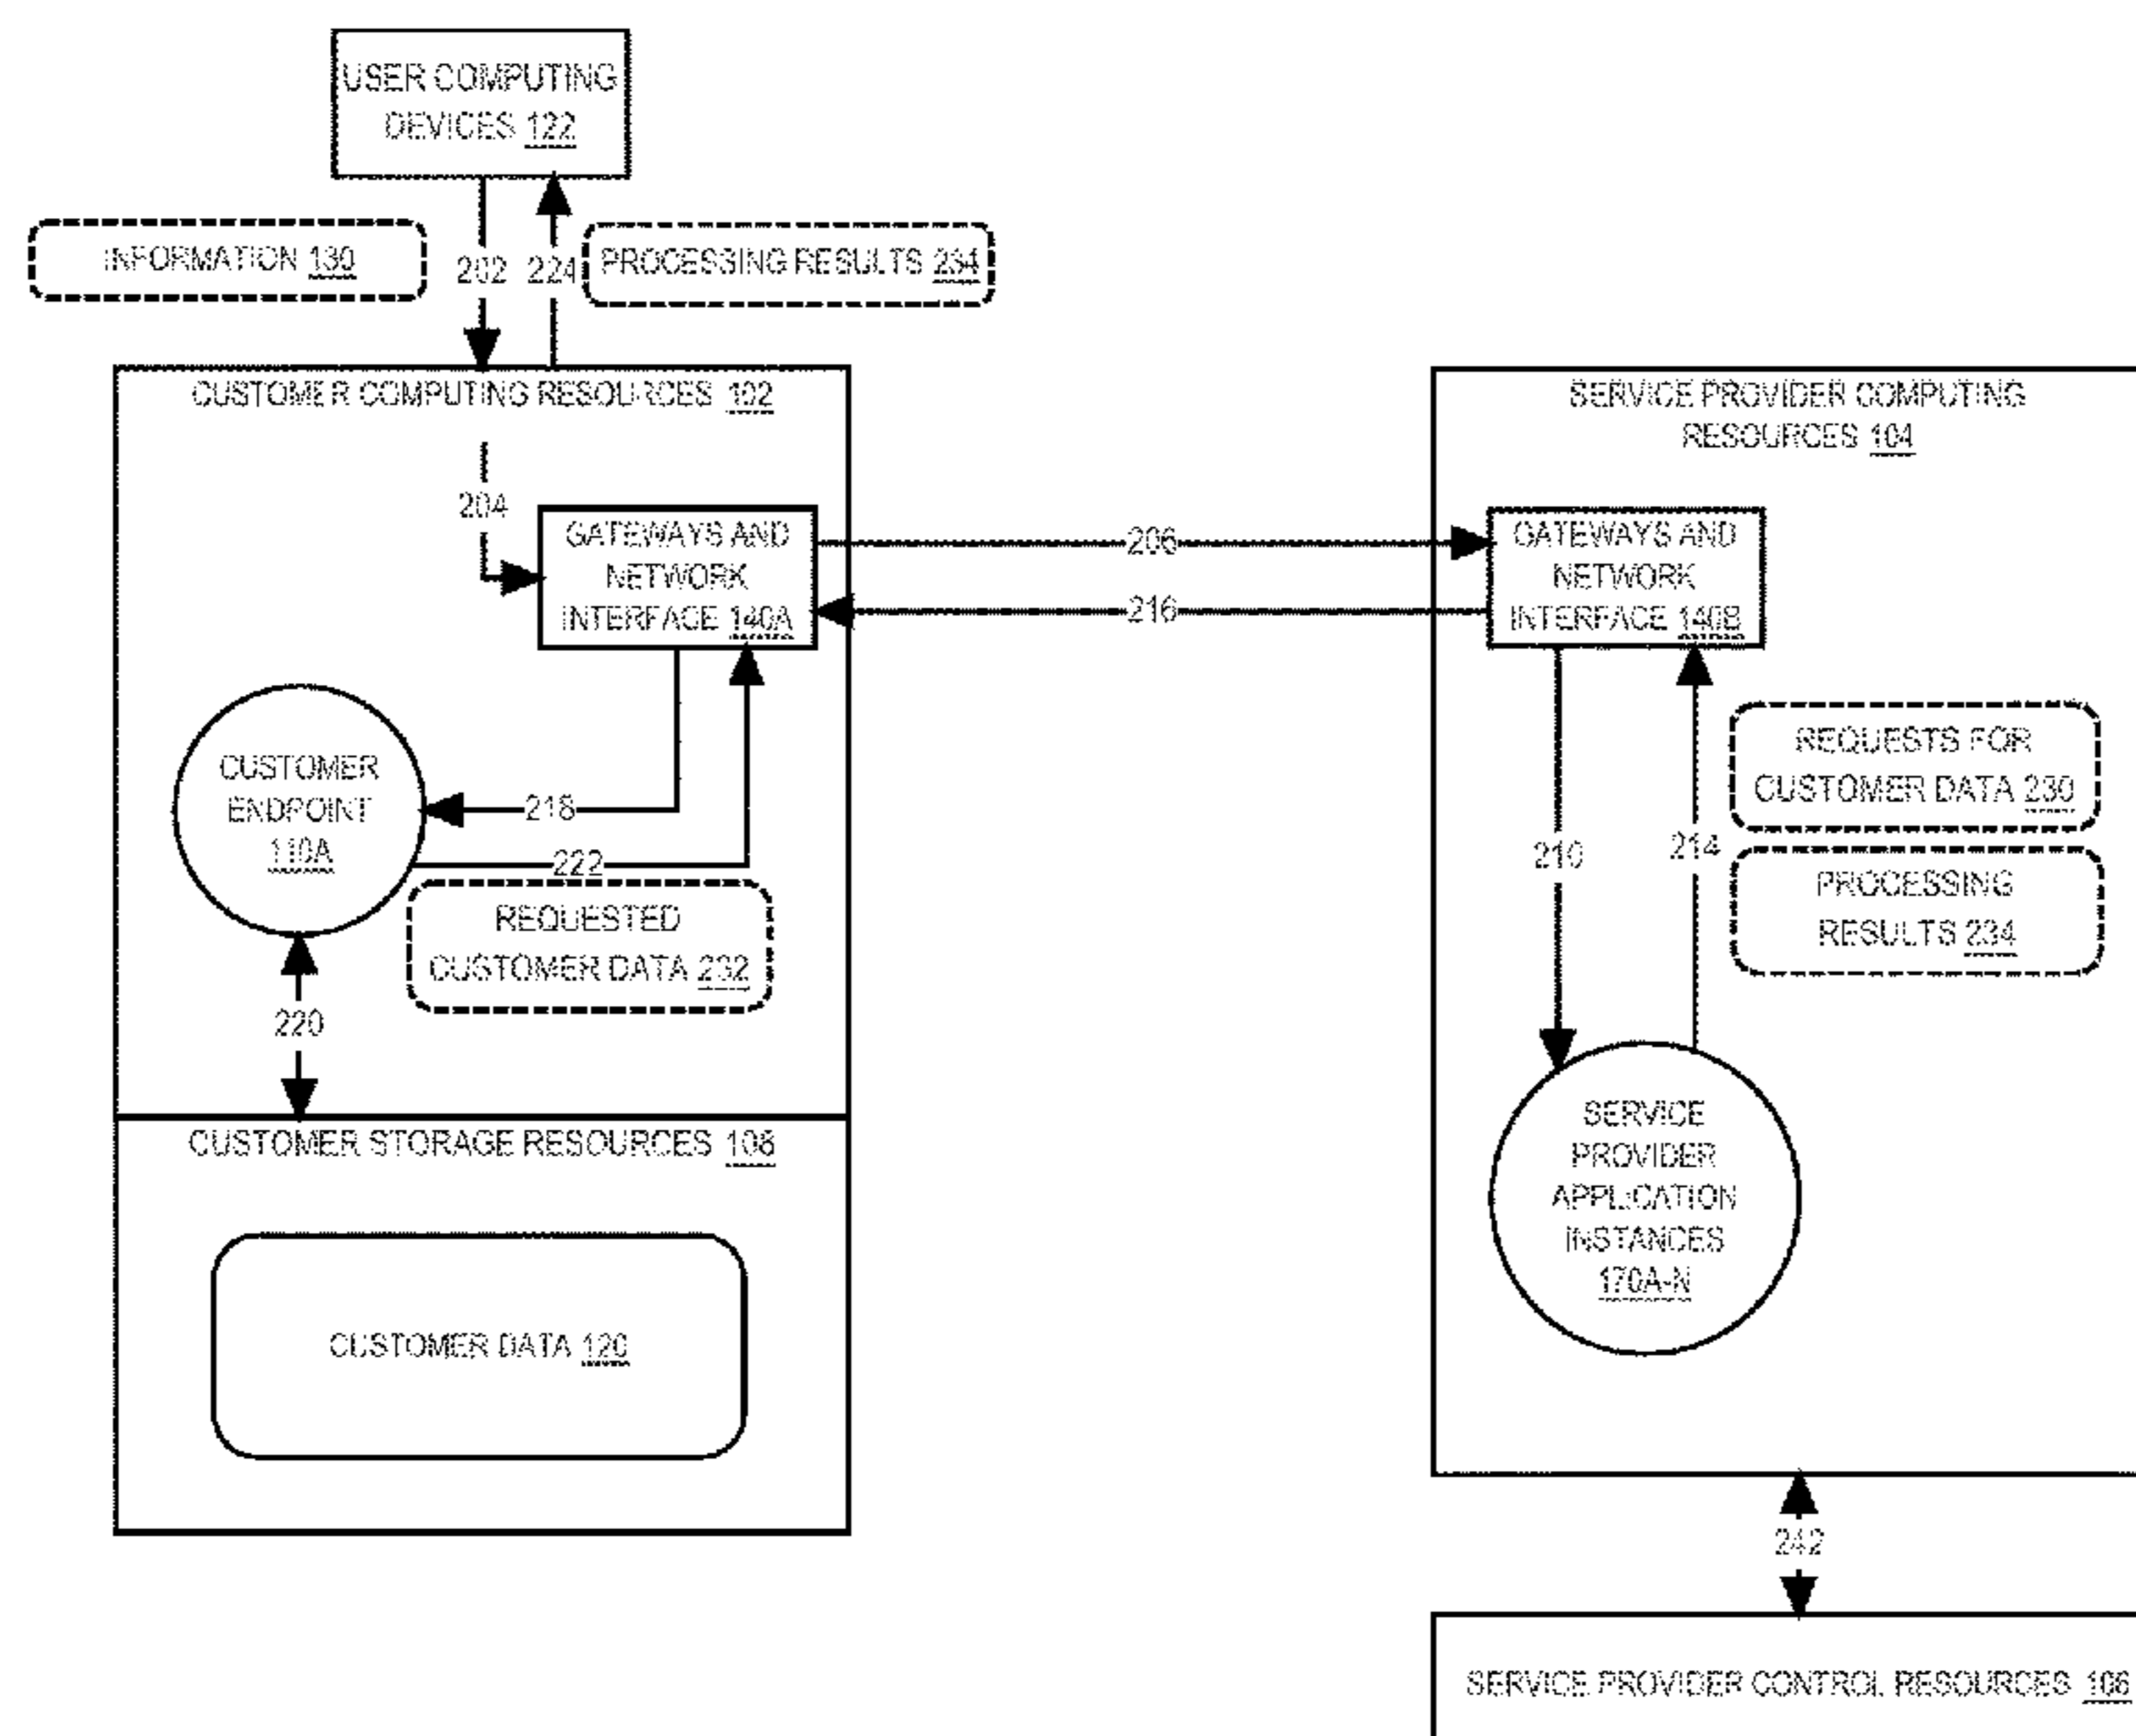 USER COMPUTING
DEVICES 122
INFORMATION 130
202
224
PROCESSING RESULTS 234
CUSTOMER COMPUTING RESOURCES 102
SERVICE PROVIDER COMPUTING
RESOURCES 104
204
GATEWAYS AND
NETWORK
INTERFACE 140A
206
216
GATEWAYS AND
NETWORK
INTERFACE 140B
CUSTOMER
ENDPOINT
110A
218
222
REQUESTED
CUSTOMER DATA 232
220
210
214
REQUESTS FOR
CUSTOMER DATA 230
PROCESSING
RESULTS 234
SERVICE
PROVIDER
APPLICATION
INSTANCES
170A-N
CUSTOMER STORAGE RESOURCES
CUSTOMER DATA 120
242
SERVICE PROVIDER CONTROL RESOURCES 106